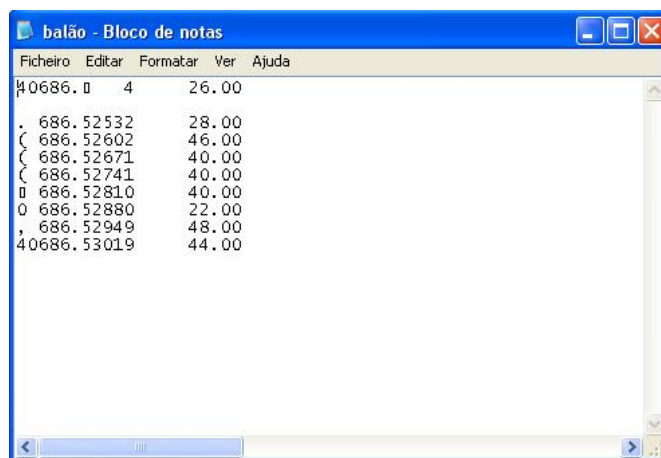 balão - Bloco de notas
Ficheiro Editar Formatar Ver Ajuda
40686.▯ 4 26.00
. 686.52532 28.00
( 686.52602 46.00
( 686.52671 40.00
( 686.52741 40.00
▯ 686.52810 40.00
0 686.52880 22.00
, 686.52949 48.00
40686.53019 44.00